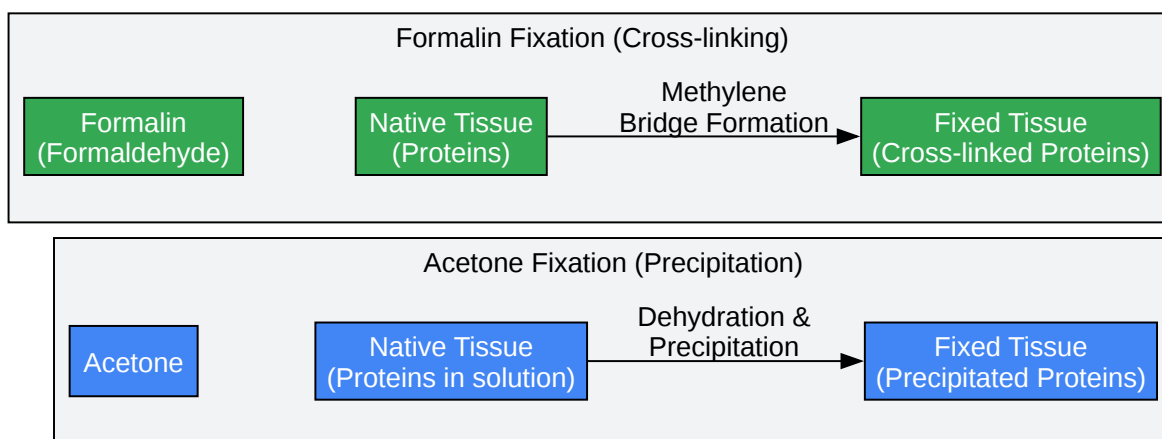 Formalin Fixation (Cross-linking)
Formalin
(Formaldehyde)
Native Tissue
(Proteins)
Methylene
Bridge Formation
Fixed Tissue
(Cross-linked Proteins)
Acetone Fixation (Precipitation)
Acetone
Native Tissue
(Proteins in solution)
Dehydration &
Precipitation
Fixed Tissue
(Precipitated Proteins)